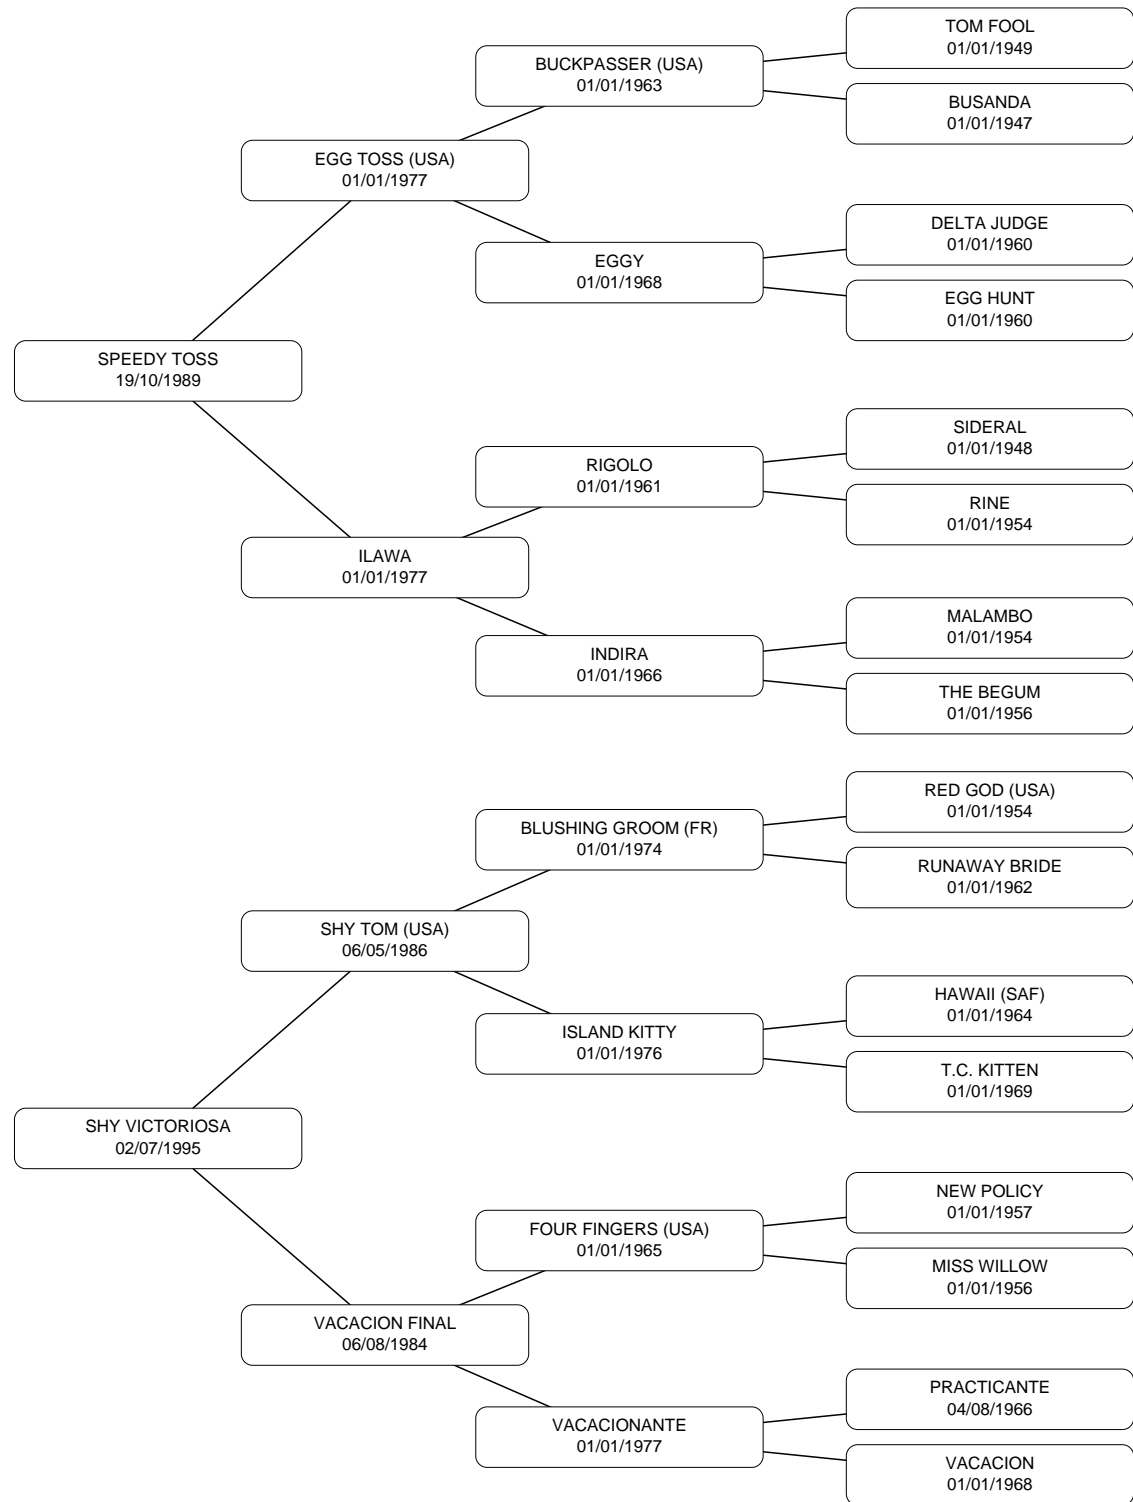 TOM FOOL
01/01/1949
BUCKPASSER (USA)
01/01/1963
BUSANDA
01/01/1947
EGG TOSS (USA)
01/01/1977
DELTA JUDGE
01/01/1960
EGGY
01/01/1968
EGG HUNT
01/01/1960
SPEEDY TOSS
19/10/1989
SIDERAL
01/01/1948
RIGOLO
01/01/1961
RINE
01/01/1954
ILAWA
01/01/1977
MALAMBO
01/01/1954
INDIRA
01/01/1966
THE BEGUM
01/01/1956
RED GOD (USA)
01/01/1954
BLUSHING GROOM (FR)
01/01/1974
RUNAWAY BRIDE
01/01/1962
SHY TOM (USA)
06/05/1986
HAWAII (SAF)
01/01/1964
ISLAND KITTY
01/01/1976
T.C. KITTEN
01/01/1969
SHY VICTORIOSA
02/07/1995
NEW POLICY
01/01/1957
FOUR FINGERS (USA)
01/01/1965
MISS WILLOW
01/01/1956
VACACION FINAL
06/08/1984
PRACTICANTE
04/08/1966
VACACIONANTE
01/01/1977
VACACION
01/01/1968